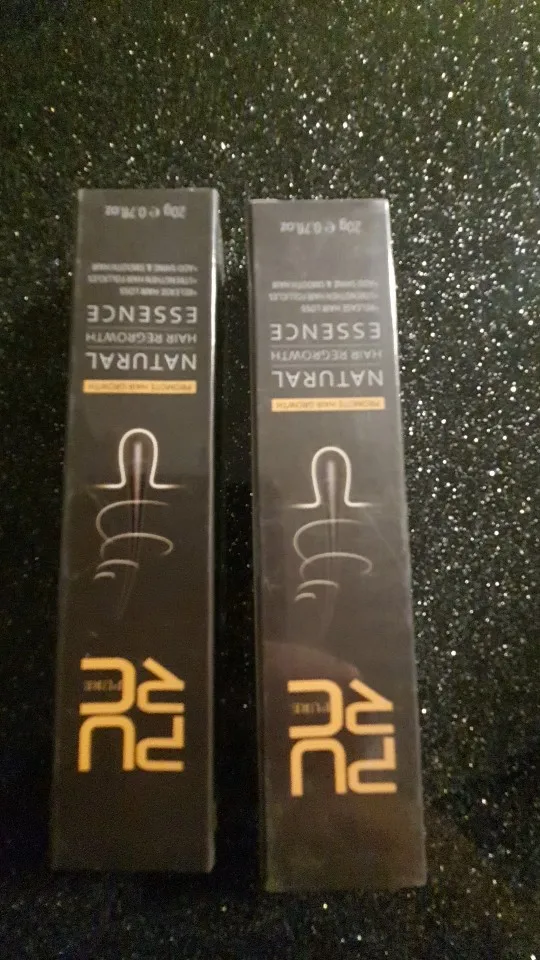 PURC
PURE
PROMOTE HAIR GROWTH
NATURAL
HAIR REGROWTH
ESSENCE
•RELEASE HAIR LOSS
•STRENGTHEN HAIR FOLLICLES
•ADD SHINE & SMOOTH HAIR
20g ℮ 0.7fl.oz
PURC
PURE
PROMOTE HAIR GROWTH
NATURAL
HAIR REGROWTH
ESSENCE
•RELEASE HAIR LOSS
•STRENGTHEN HAIR FOLLICLES
•ADD SHINE & SMOOTH HAIR
20g ℮ 0.7fl.oz